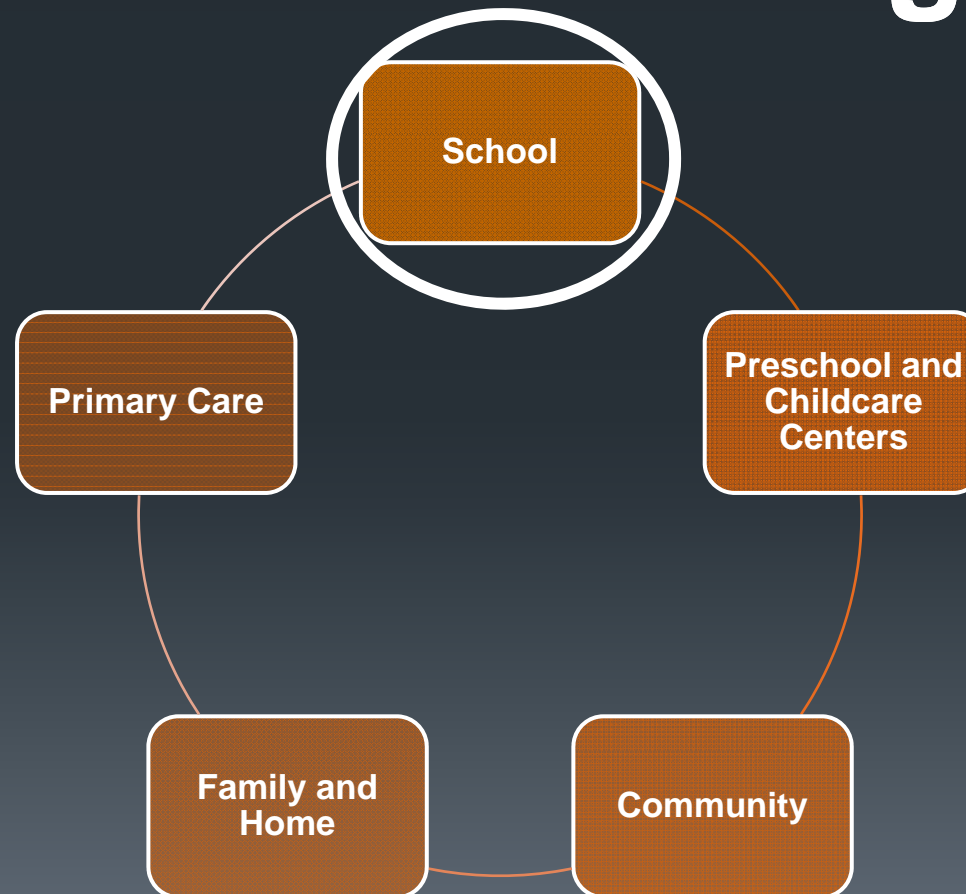 School
Preschool and
Childcare
Centers
Primary Care
Family and
Home
Community